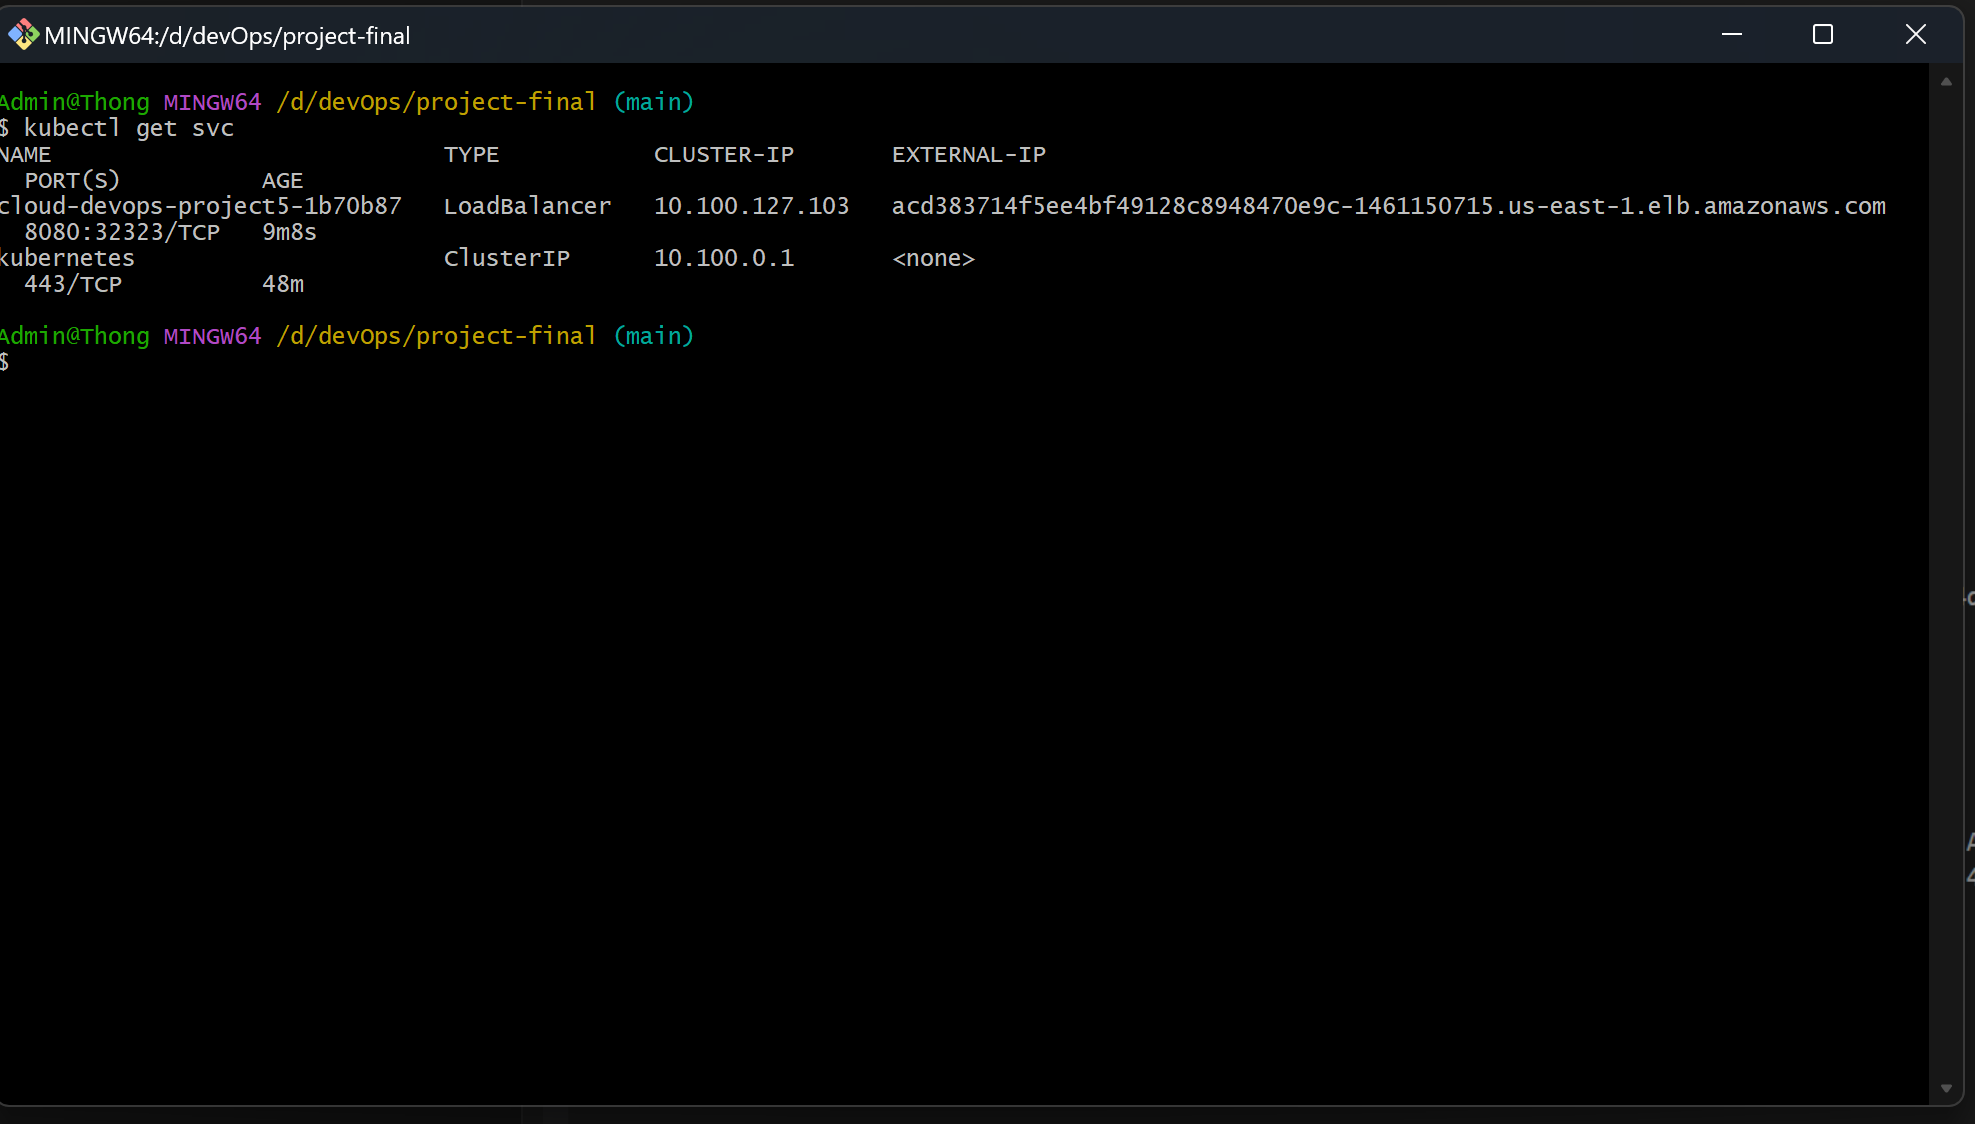 MINGW64:/d/devOps/project-final
Admin@Thong MINGW64 /d/devOps/project-final (main)
$ kubectl get svc
NAME TYPE CLUSTER-IP EXTERNAL-IP
PORT(S) AGE
cloud-devops-project5-1b70b87 LoadBalancer 10.100.127.103 acd383714f5ee4bf49128c8948470e9c-1461150715.us-east-1.elb.amazonaws.com
8080:32323/TCP 9m8s
kubernetes ClusterIP 10.100.0.1 <none>
443/TCP 48m
Admin@Thong MINGW64 /d/devOps/project-final (main)
$